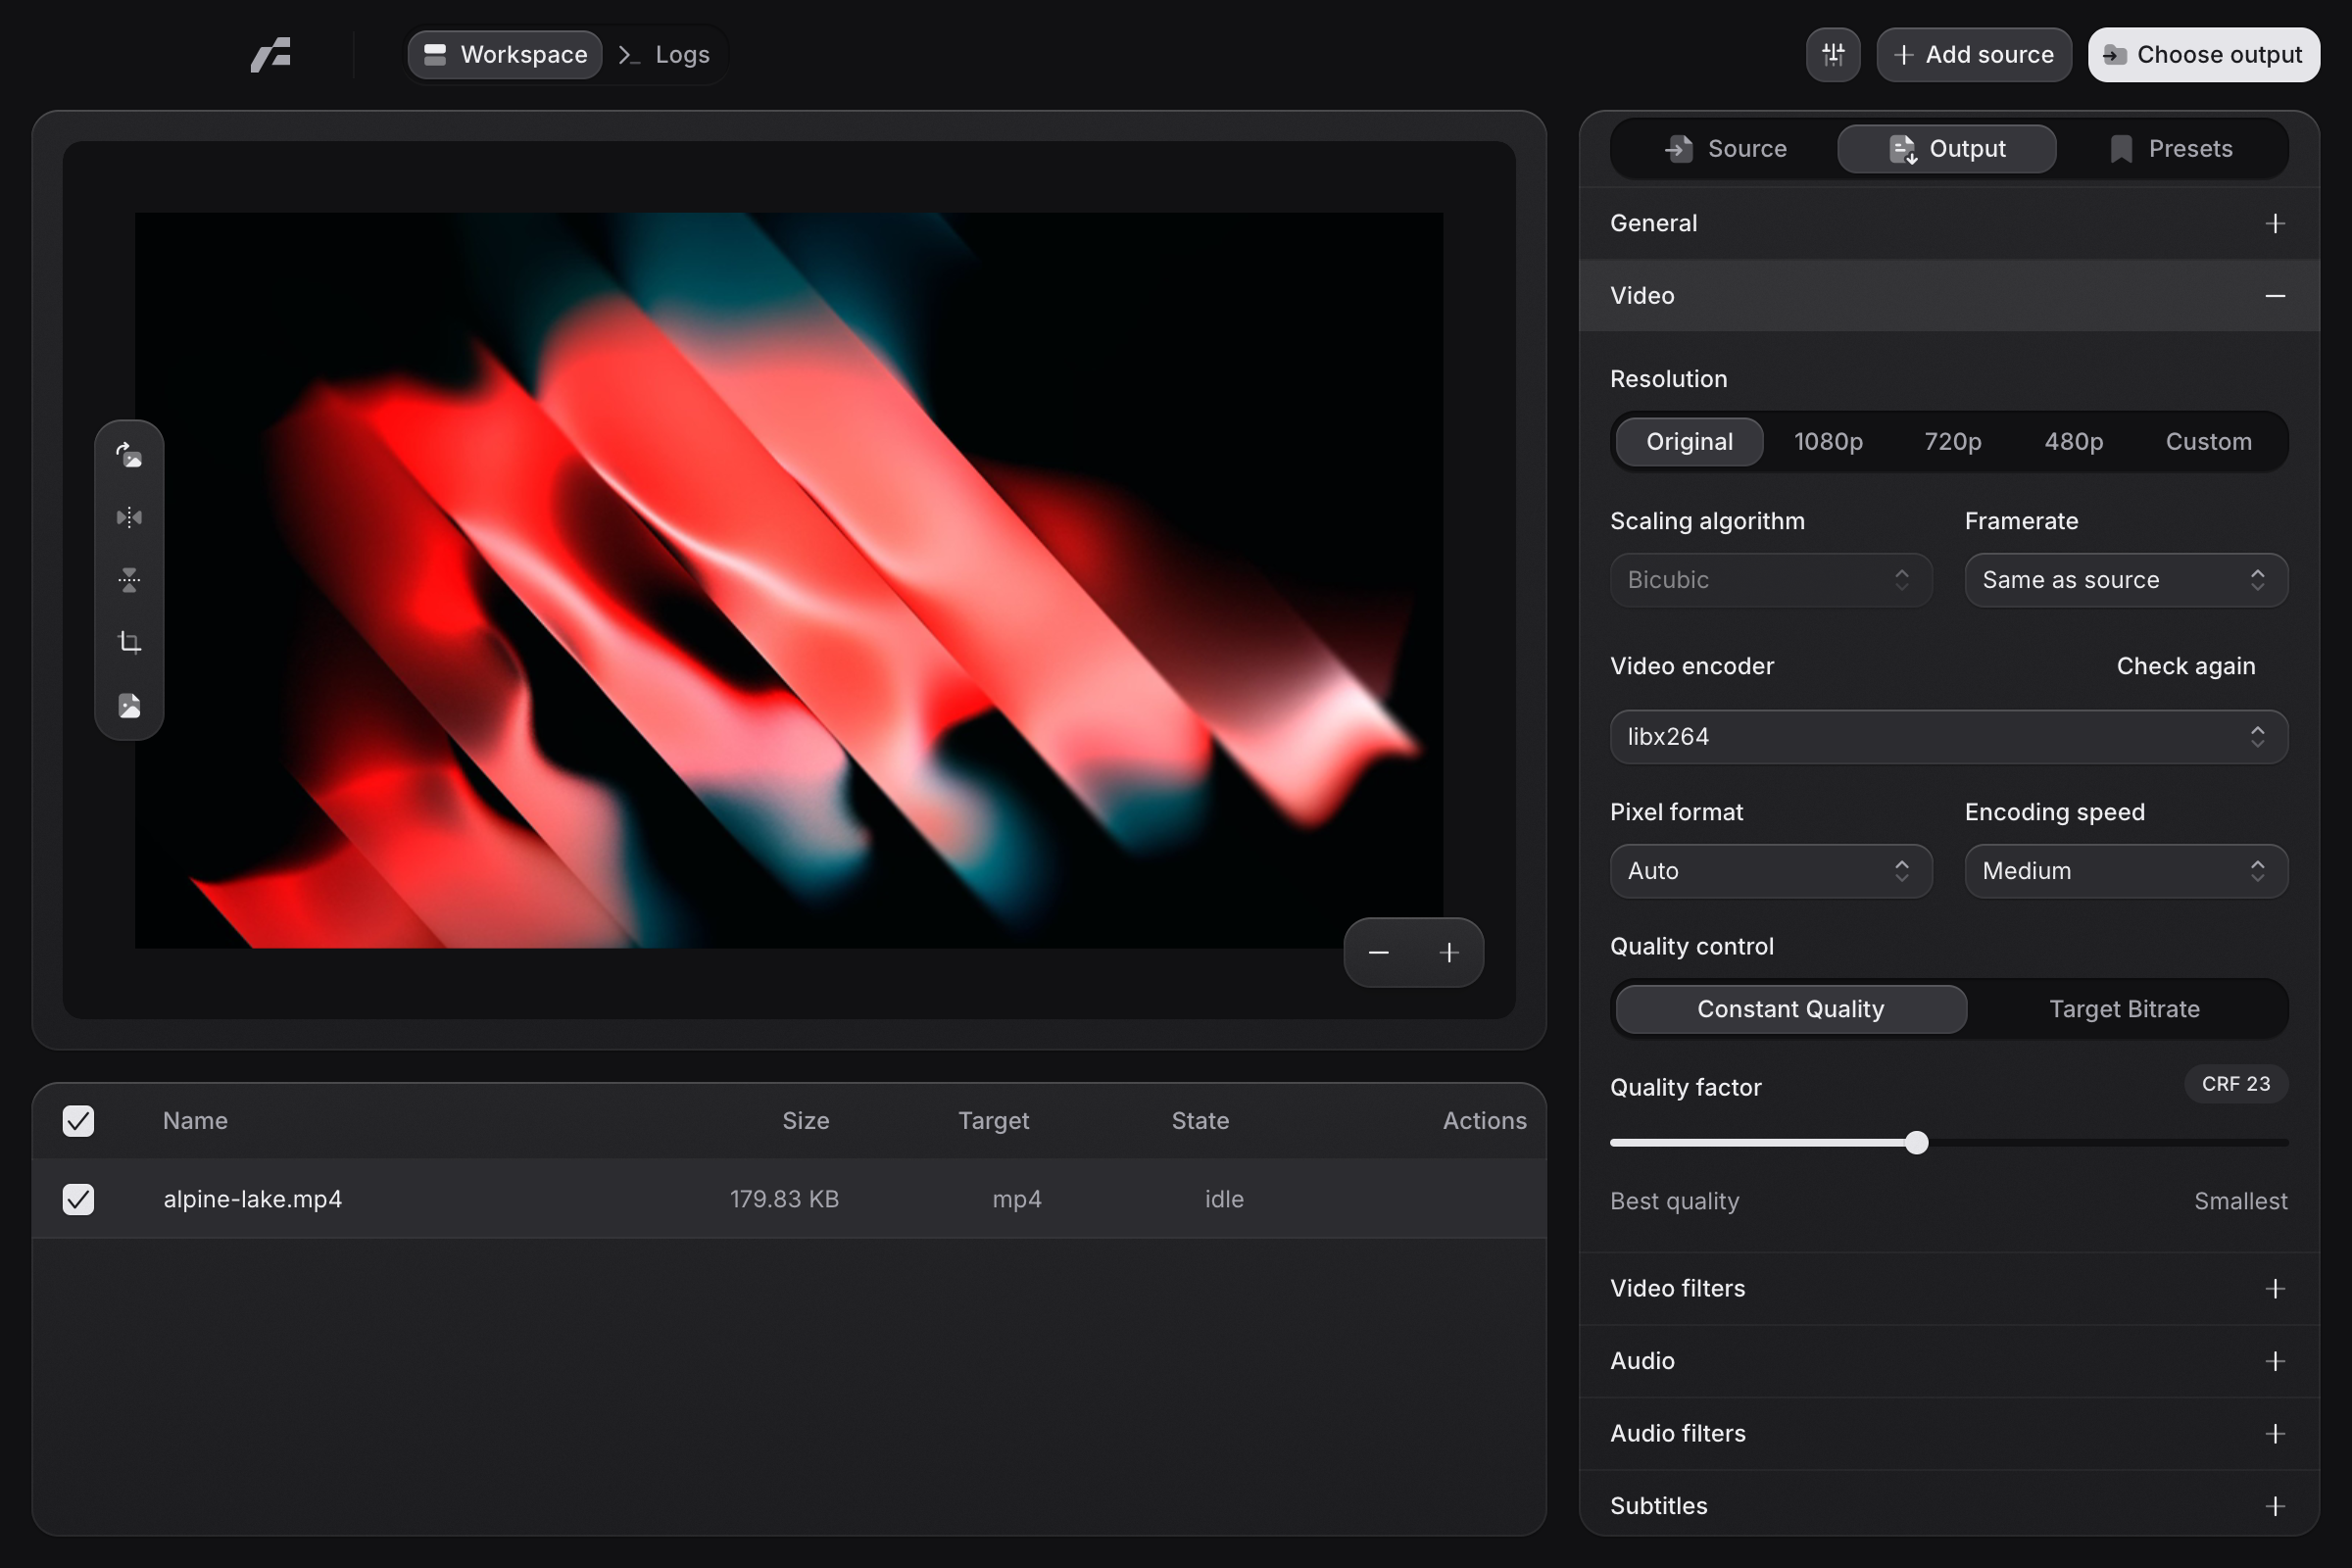 Workspace
Logs
Add source
Choose output
Source
Output
Presets
General
Video
Resolution
Original
1080p
720p
480p
Custom
Scaling algorithm
Framerate
Bicubic
Same as source
Video encoder
Check again
libx264
Pixel format
Encoding speed
Auto
Medium
Quality control
Constant Quality
Target Bitrate
Quality factor
CRF 23
Best quality
Smallest
Video filters
Audio
Audio filters
Subtitles
Name
Size
Target
State
Actions
alpine-lake.mp4
179.83 KB
mp4
idle